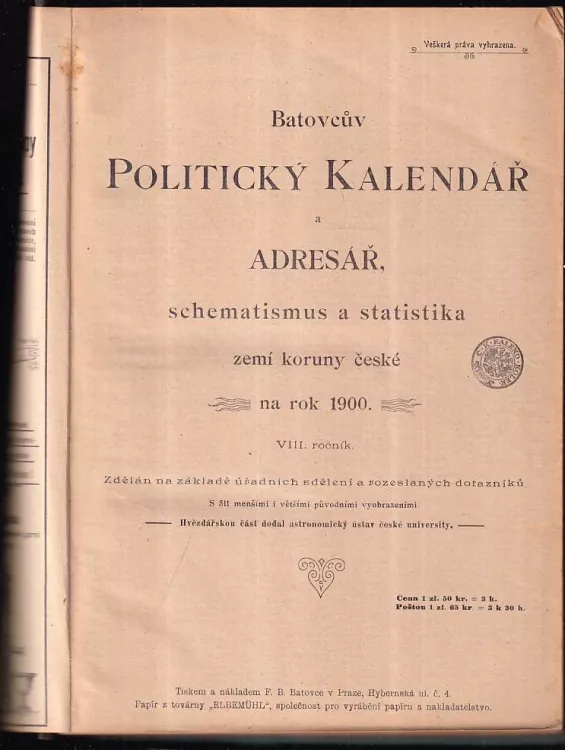 Veškerá práva vyhrazena.
Batovcův
POLITICKÝ KALENDÁŘ
a
ADRESÁŘ,
schematismus a statistika
zemí koruny české
na rok 1900.
VIII. ročník.
Zdělán na základě úřadních sdělení a rozeslaných dotazníků.
S 5ti menšími i většími původními vyobrazeními.
Hvězdářskou část dodal astronomický ústav české university.
Cena 1 zl. 50 kr. = 3 k.
Poštou 1 zl. 65 kr. = 3 k 30 h.
Tiskem a nákladem F. B. Batovce v Praze, Hybernská ul. č. 4.
Papír z továrny „ELBEMÜHL", společnost pro vyrábění papíru a nakladatelstvo.